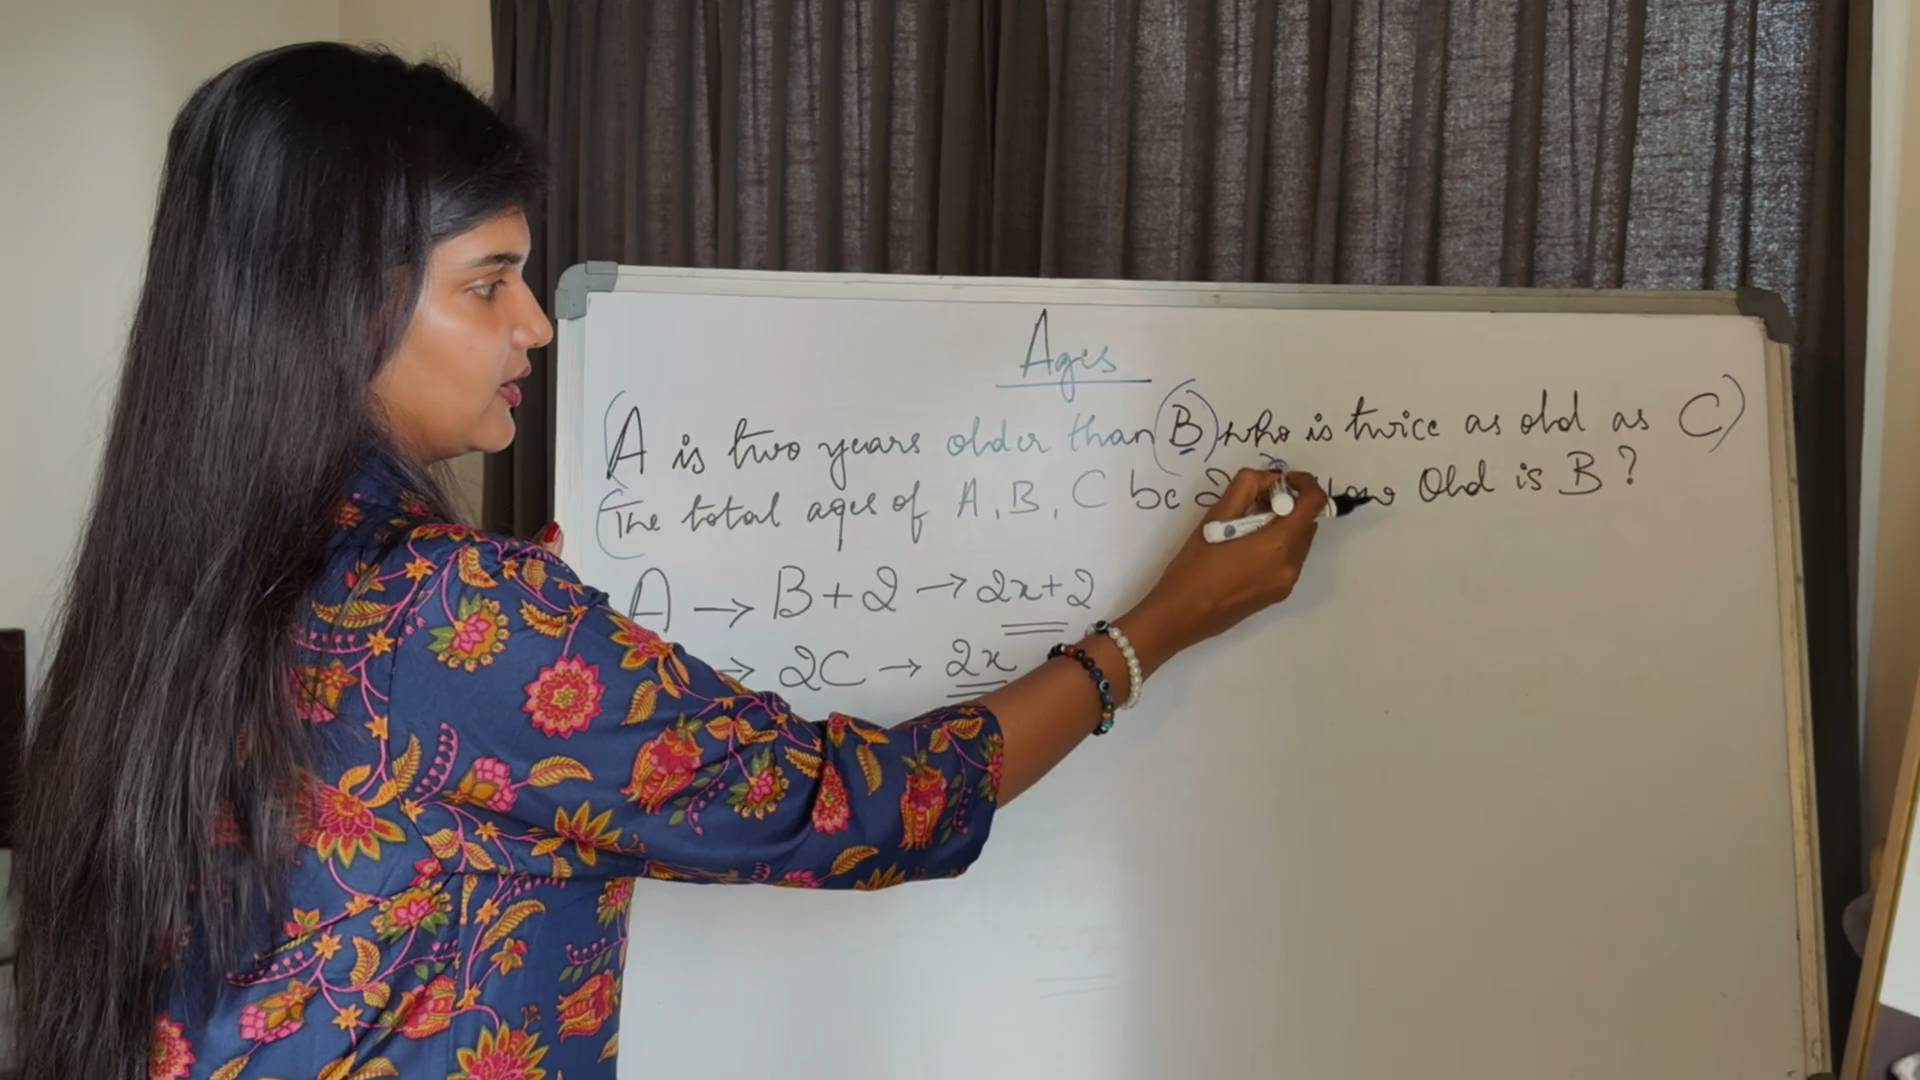 Ages
(A is two years older than (B) who is twice as old as C)
(The total ages of A, B, C be Old is B?
A → B+2 → 2x+2
→ 2C → 2x